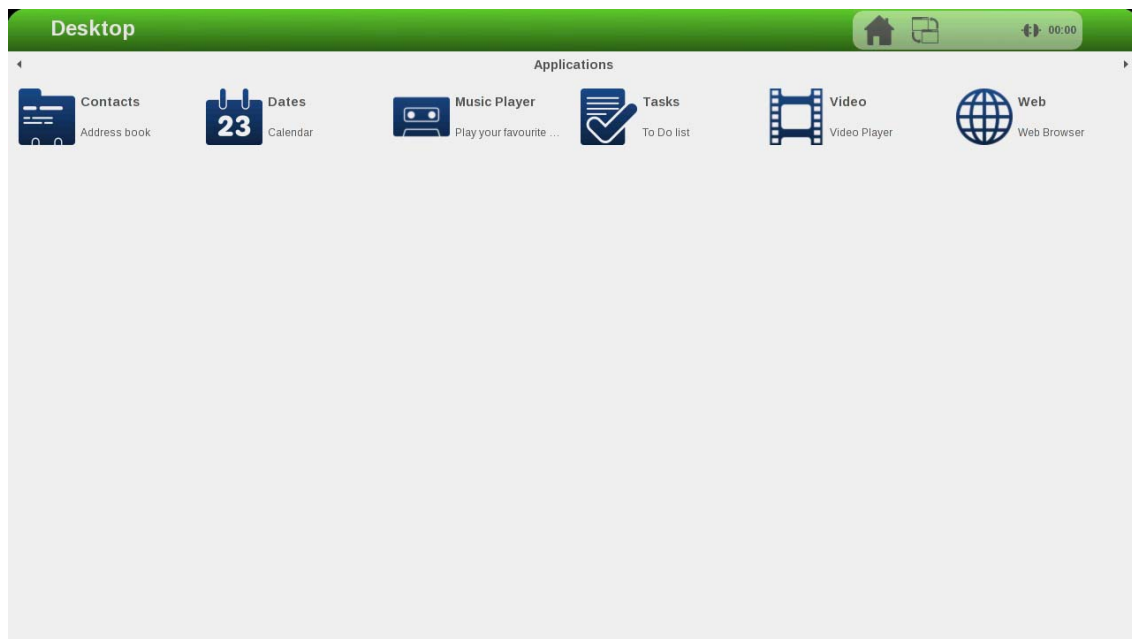 Desktop
00:00
Applications
Contacts
Address book
23
Dates
Calendar
Music Player
Play your favourite ...
Tasks
To Do list
Video
Video Player
Web
Web Browser